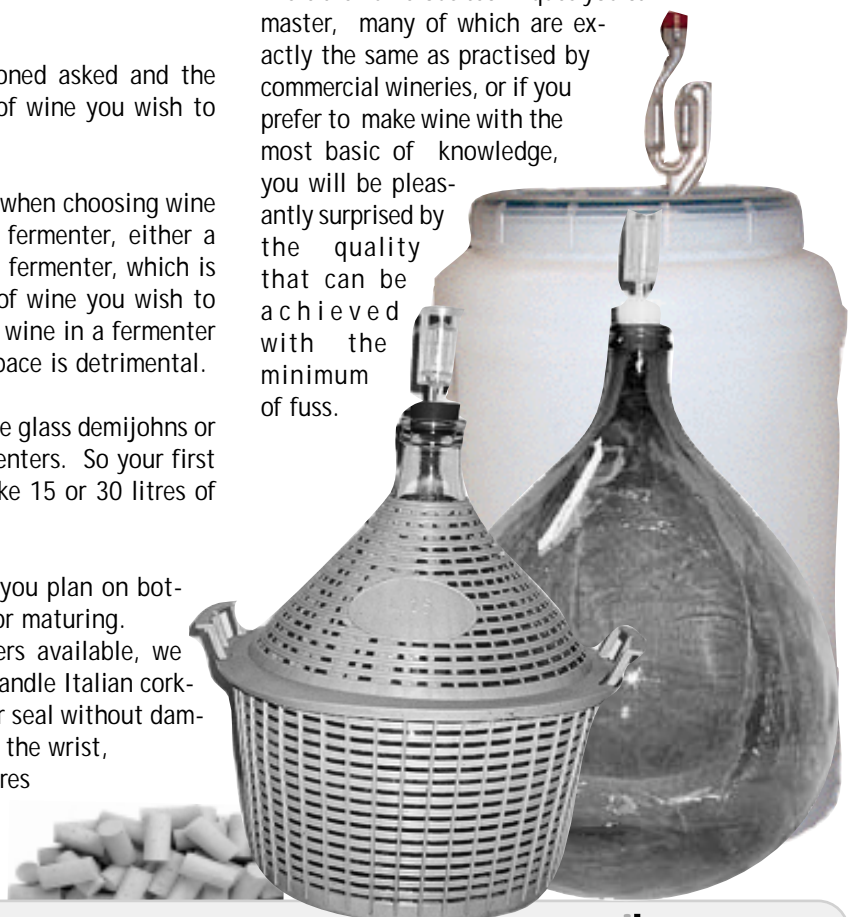 oned asked and the
of wine you wish to
when choosing wine
fermenter, either a
fermenter, which is
of wine you wish to
wine in a fermenter
pace is detrimental.
e glass demijohns or
enters. So your first
ke 15 or 30 litres of
you plan on bot-
or maturing.
ers available, we
andle Italian cork-
r seal without dam-
the wrist,
res
master, many of which are ex-
actly the same as practised by
commercial wineries, or if you
prefer to make wine with the
most basic of knowledge,
you will be pleas-
antly surprised by
the quality
that can be
achieved
with the
minimum
of fuss.